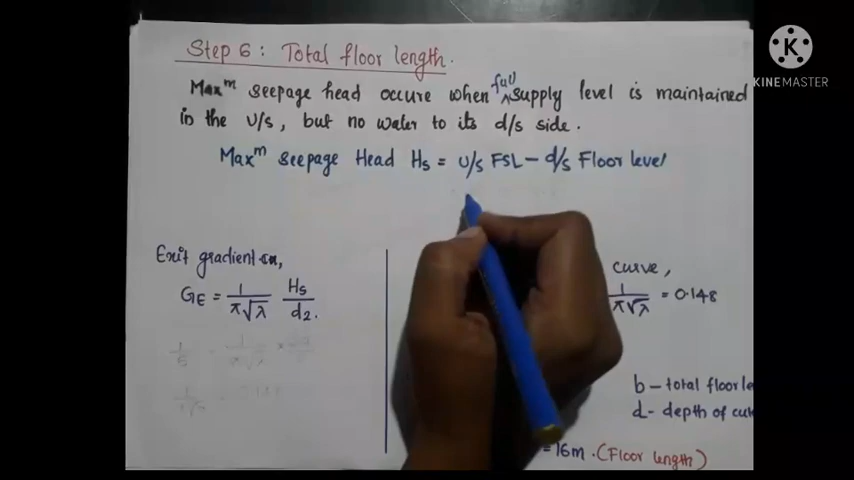 Step 6 : Total floor length.
Max^m seepage head occure when full supply level is maintained
in the u/s, but no water to its d/s side.
Max^m seepage Head Hs = U/s FSL - d/s Floor level
Exit gradient
GE = 1/π√λ Hs/d2.
curve,
1/π√λ = 0.148
b - total floor le
d - depth of cu
= 16m. (Floor length)
KINEMASTER